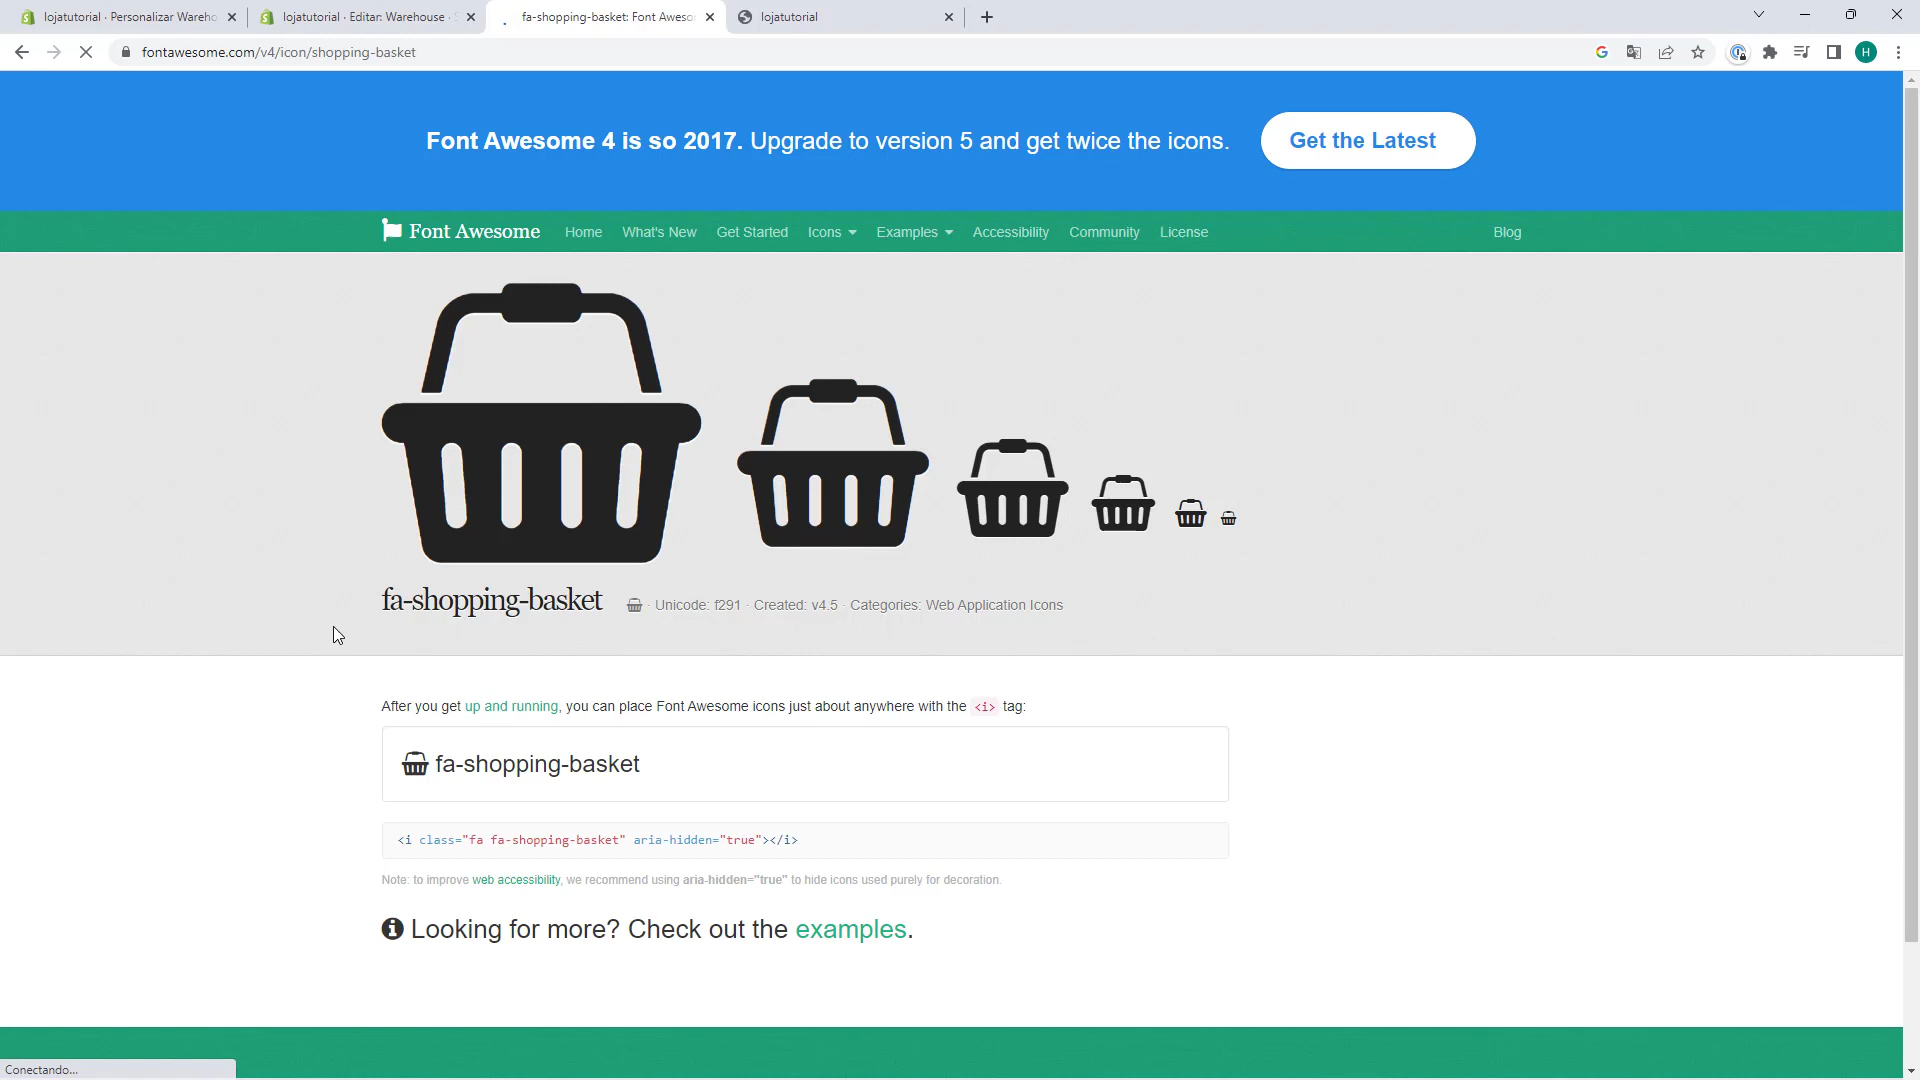 lojatutorial · Personalizar Wareho
lojatutorial · Editar: Warehouse · S
fa-shopping-basket: Font Aweso
lojatutorial
fontawesome.com/v4/icon/shopping-basket
H
Font Awesome 4 is so 2017. Upgrade to version 5 and get twice the icons.
Get the Latest
Font Awesome Home What's New Get Started Icons Examples Accessibility Community License Blog
fa-shopping-basket · Unicode: f291 · Created: v4.5 · Categories: Web Application Icons
After you get up and running, you can place Font Awesome icons just about anywhere with the <i> tag:
fa-shopping-basket
<i class="fa fa-shopping-basket" aria-hidden="true"></i>
Note: to improve web accessibility, we recommend using aria-hidden="true" to hide icons used purely for decoration.
Looking for more? Check out the examples.
Conectando...